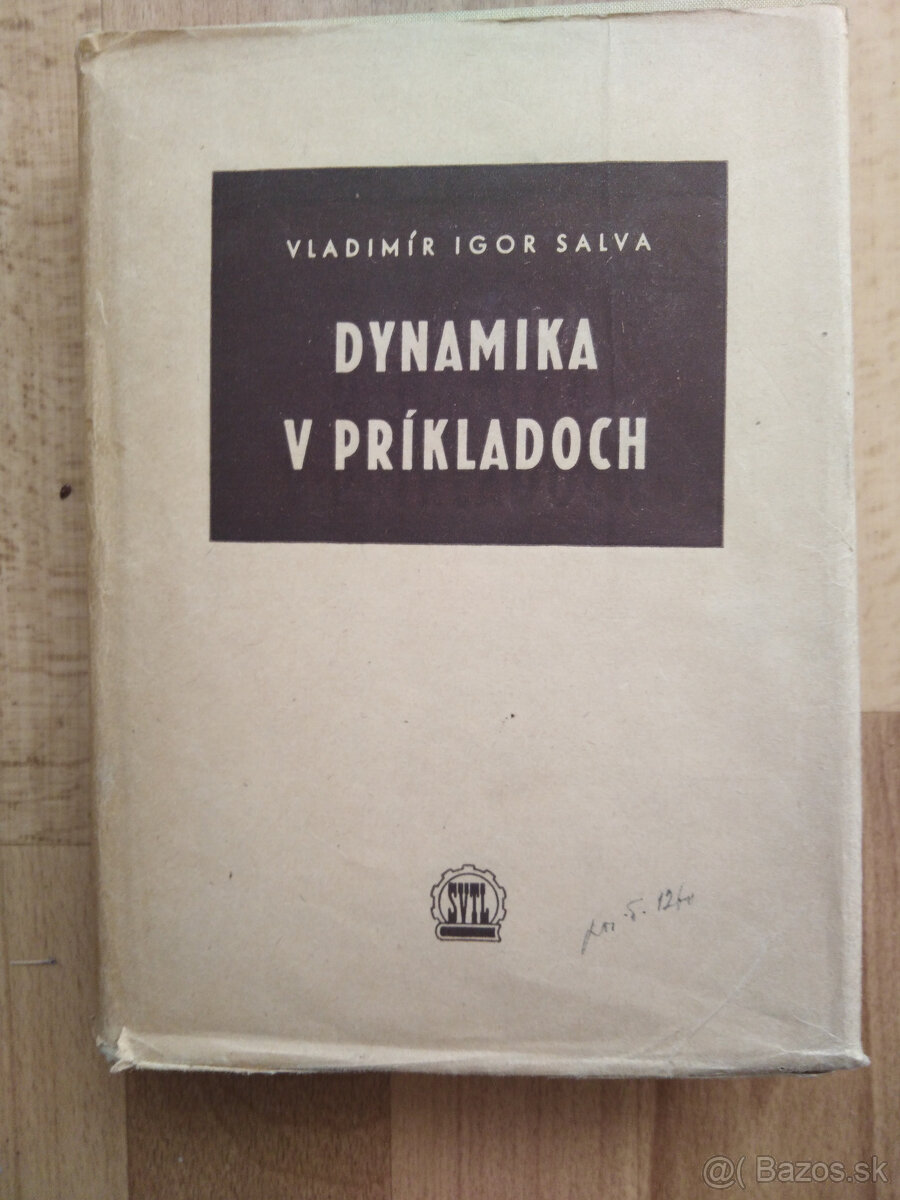 VLADIMÍR IGOR SALVA
DYNAMIKA
V PRÍKLADOCH
SVTL
@( Bazos.sk